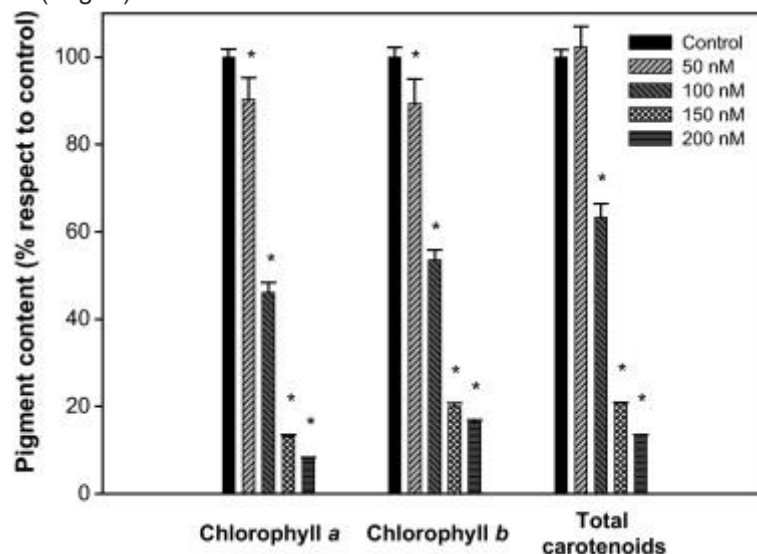 Pigment content (% respect to control)
100
80
60
40
20
0
* * * *
* * * *
* * *
Control
50 nM
100 nM
150 nM
200 nM
Chlorophyll a
Chlorophyll b
Total
carotenoids